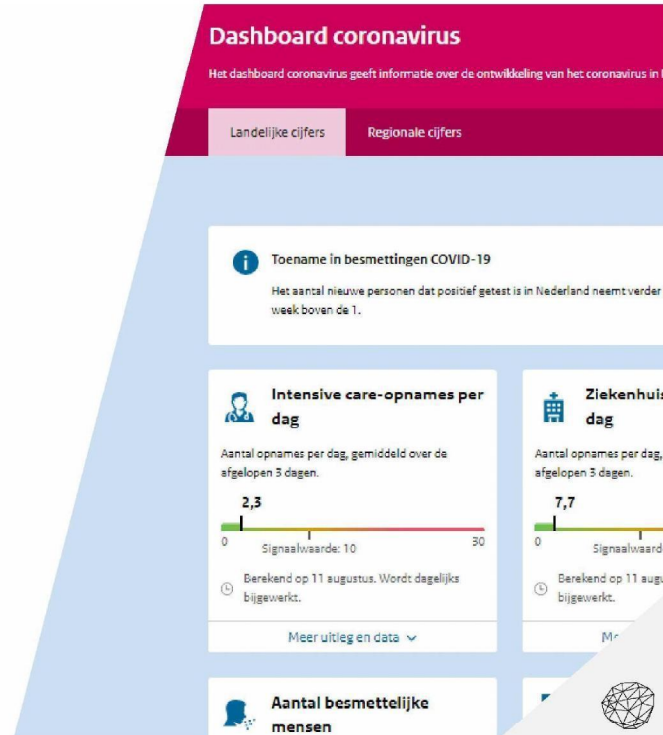 Dashboard coronavirus
Het dashboard coronavirus geeft informatie over de ontwikkeling van het coronavirus in
Landelijke cijfers
Regionale cijfers
Toename in besmettingen COVID-19
Het aantal nieuwe personen dat positief getest is in Nederland neemt verder
week boven de 1.
Intensive care-opnames per
dag
Aantal opnames per dag, gemiddeld over de
afgelopen 3 dagen.
2,3
0
Signaalwaarde: 10
30
Berekend op 11 augustus. Wordt dagelijks
bijgewerkt.
Meer uitleg en data
Ziekenhuis
dag
Aantal opnames per dag,
afgelopen 3 dagen.
7,7
0
Signaalwaard
Berekend op 11 augu
bijgewerkt.
Aantal besmettelijke
mensen